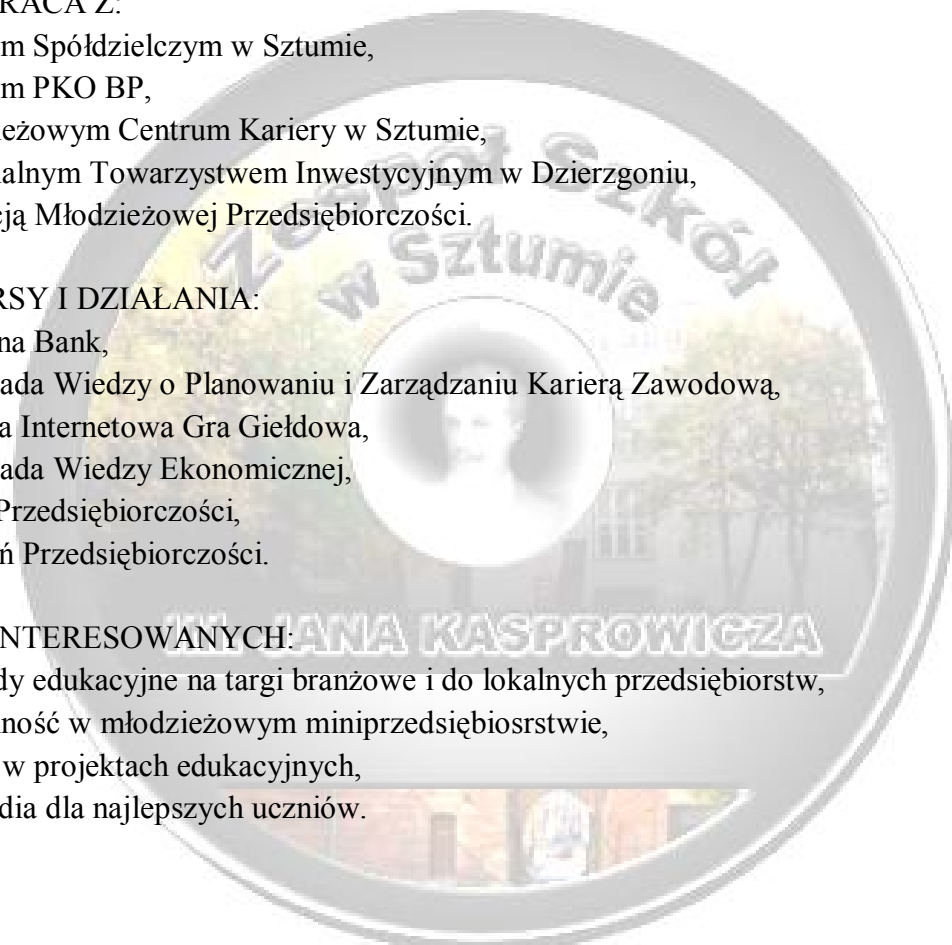 RACA Z:
m Spółdzielczym w Sztumie,
m PKO BP,
eżowym Centrum Kariery w Sztumie,
alnym Towarzystwem Inwestycyjnym w Dzierzgoniu,
ją Młodzieżowej Przedsiębiorczości.
Zespół Szkół
w Sztumie
RSY I DZIAŁANIA:
na Bank,
ada Wiedzy o Planowaniu i Zarządzaniu Karierą Zawodową,
a Internetowa Gra Giełdowa,
ada Wiedzy Ekonomicznej,
Przedsiębiorczości,
ń Przedsiębiorczości.
NTERESOWANYCH:
IM. JANA KASPROWICZA
dy edukacyjne na targi branżowe i do lokalnych przedsiębiorstw,
ność w młodzieżowym miniprzedsiębiosrstwie,
w projektach edukacyjnych,
dia dla najlepszych uczniów.